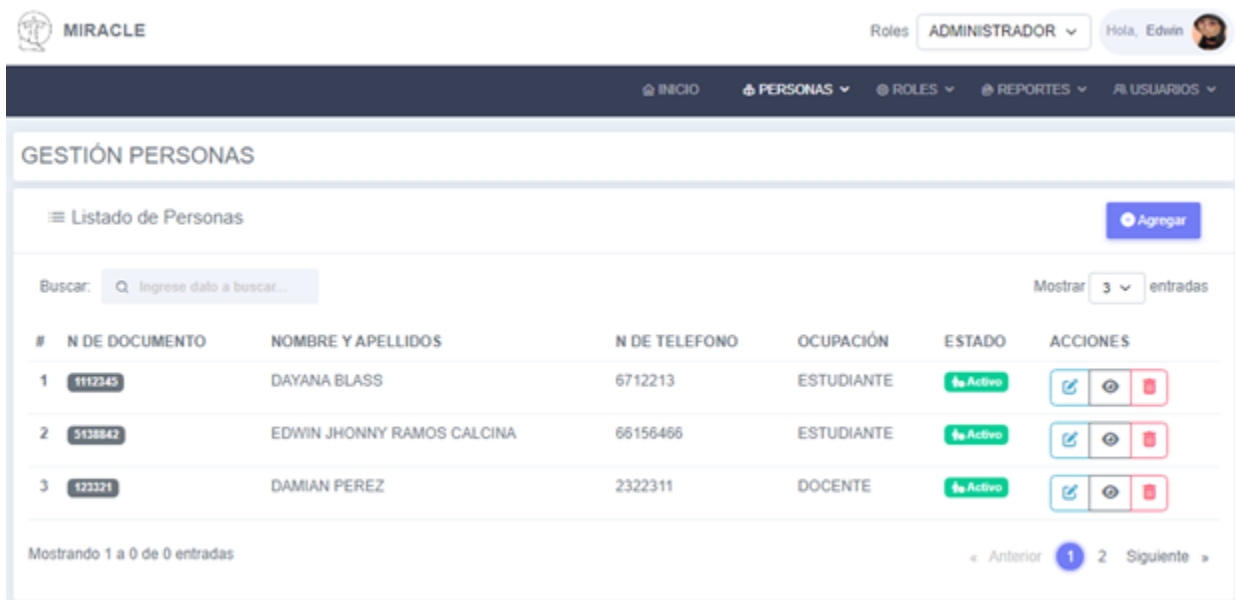 MIRACLE Roles ADMINISTRADOR Hola, Edwin
INICIO PERSONAS ROLES REPORTES USUARIOS
GESTIÓN PERSONAS
Listado de Personas Agregar
Buscar: Ingrese dato a buscar... Mostrar 3 entradas
# N DE DOCUMENTO NOMBRE Y APELLIDOS N DE TELEFONO OCUPACIÓN ESTADO ACCIONES
1 1112345 DAYANA BLASS 6712213 ESTUDIANTE Activo
2 5138842 EDWIN JHONNY RAMOS CALCINA 66156466 ESTUDIANTE Activo
3 123321 DAMIAN PEREZ 2322311 DOCENTE Activo
Mostrando 1 a 0 de 0 entradas « Anterior 1 2 Siguiente »